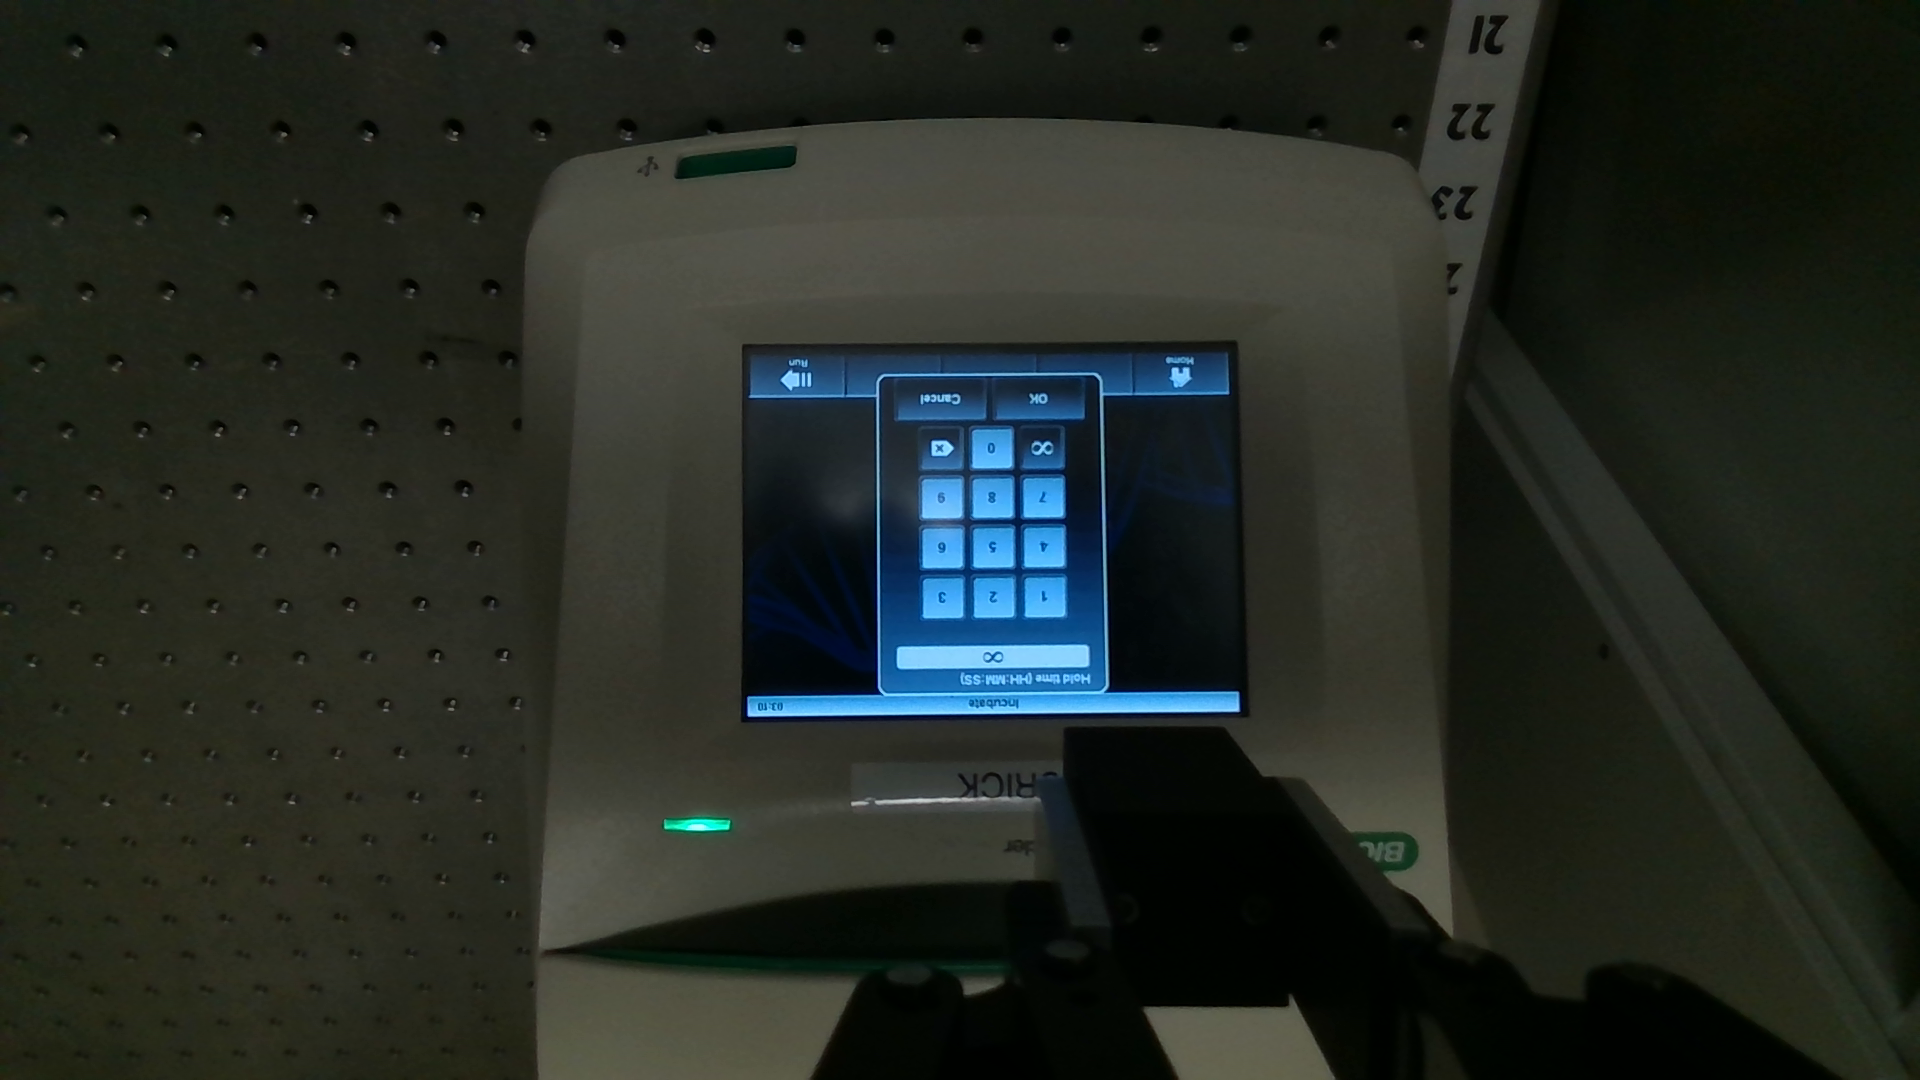 21
22
23
Incubate 03:10
Hold time (HH:MM:SS)
∞
1 2 3
4 5 6
7 8 9
∞ 0 x
OK Cancel
Home Run
RICK
BIO